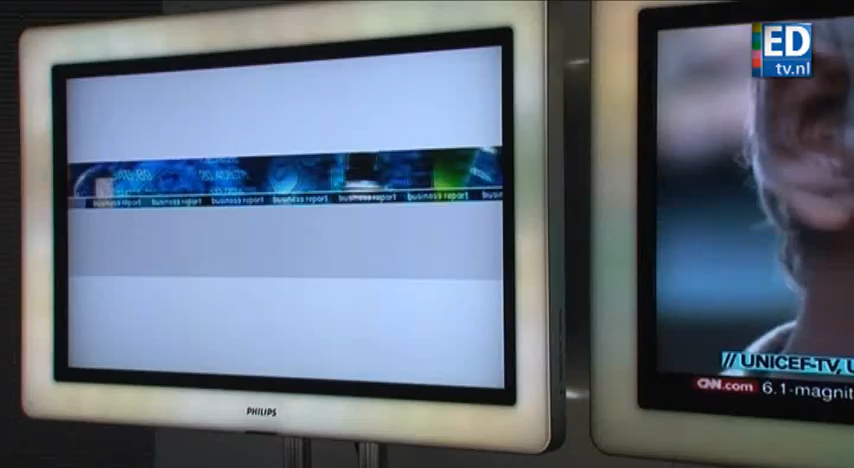 ED
tv.nl
business report business report business report business report business report business report
PHILIPS
//UNICEF-TV, U
CNN.com 6.1-magnit